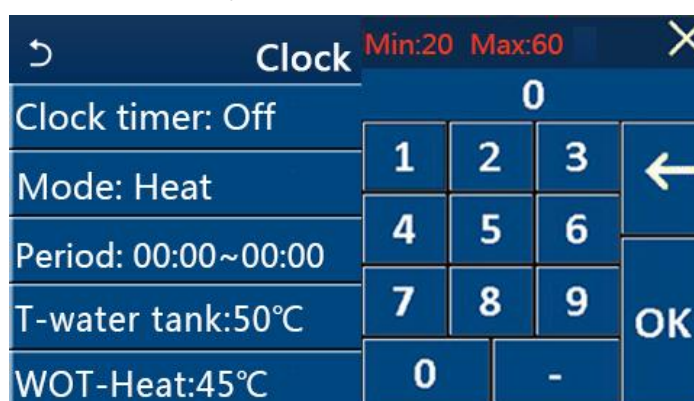 Clock
Clock timer: Off
Mode: Heat
Period: 00:00~00:00
T-water tank:50℃
WOT-Heat:45℃
Min:20 Max:60
0
1 2 3
4 5 6
7 8 9
OK
0 -